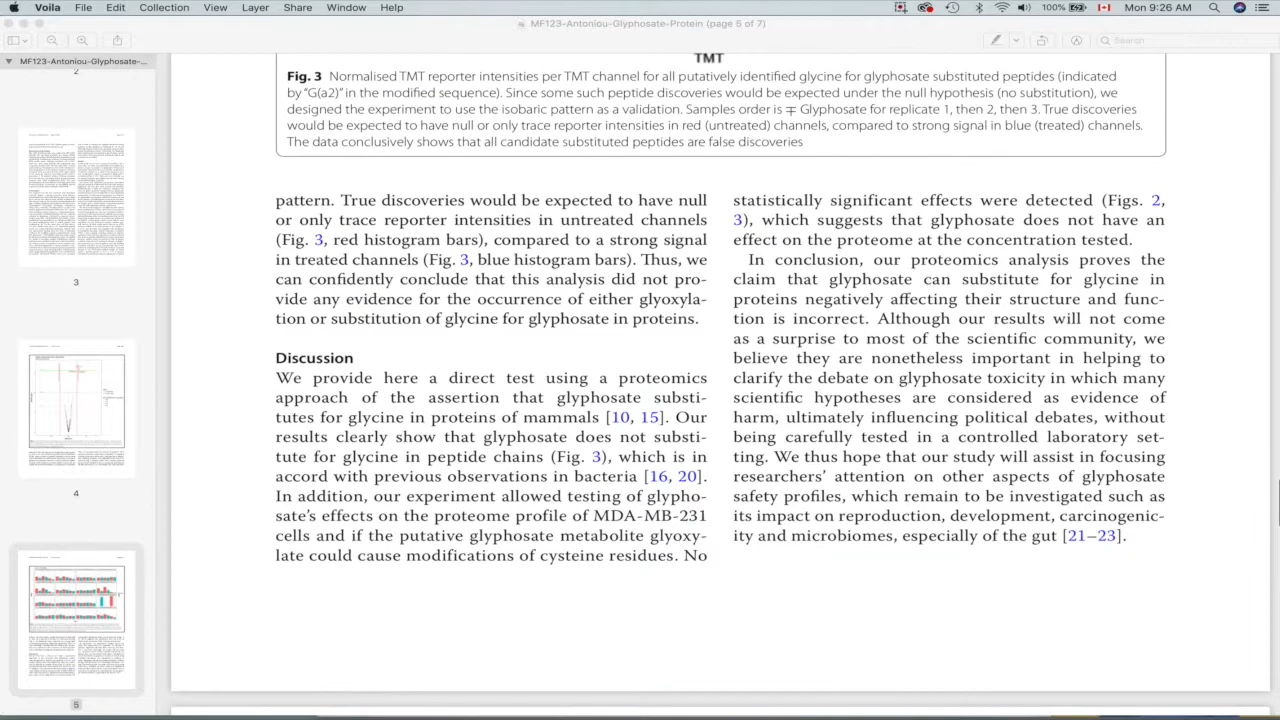 Voila File Edit Collection View Layer Share Window Help
100% Mon 9:26 AM
MF123-Antoniou-Glyphosate-Protein (page 5 of 7)
Search
MF123-Antoniou-Glyphosate-...
2
3
4
5
TMT
Fig. 3 Normalised TMT reporter intensities per TMT channel for all putatively identified glycine for glyphosate substituted peptides (indicated
by "G(a2)" in the modified sequence). Since some such peptide discoveries would be expected under the null hypothesis (no substitution), we
designed the experiment to use the isobaric pattern as a validation. Samples order is ∓ Glyphosate for replicate 1, then 2, then 3. True discoveries
would be expected to have null or only trace reporter intensities in red (untreated) channels, compared to strong signal in blue (treated) channels.
This conclusively shows that all candidate substituted peptides are false discoveries
pattern. True discoveries would be expected to have null
or only trace reporter intensities in untreated channels
(Fig. 3, red histogram bars), compared to a strong signal
in treated channels (Fig. 3, blue histogram bars). Thus, we
can confidently conclude that this analysis did not pro-
vide any evidence for the occurrence of either glyoxyla-
tion or substitution of glycine for glyphosate in proteins.
Discussion
We provide here a direct test using a proteomics
approach of the assertion that glyphosate substi-
tutes for glycine in proteins of mammals [10, 15]. Our
results clearly show that glyphosate does not substi-
tute for glycine in peptide chains (Fig. 3), which is in
accord with previous observations in bacteria [16, 20].
In addition, our experiment allowed testing of glypho-
sate's effects on the proteome profile of MDA-MB-231
cells and if the putative glyphosate metabolite glyoxy-
late could cause modifications of cysteine residues. No
statistically significant effects were detected (Figs. 2,
3), which suggests that glyphosate does not have an
effect on the proteome at the concentration tested.
In conclusion, our proteomics analysis proves the
claim that glyphosate can substitute for glycine in
proteins negatively affecting their structure and func-
tion is incorrect. Although our results will not come
as a surprise to most of the scientific community, we
believe they are nonetheless important in helping to
clarify the debate on glyphosate toxicity in which many
scientific hypotheses are considered as evidence of
harm, ultimately influencing political debates, without
being carefully tested in a controlled laboratory set-
ting. We thus hope that our study will assist in focusing
researchers' attention on other aspects of glyphosate
safety profiles, which remain to be investigated such as
its impact on reproduction, development, carcinogenic-
ity and microbiomes, especially of the gut [21–23].